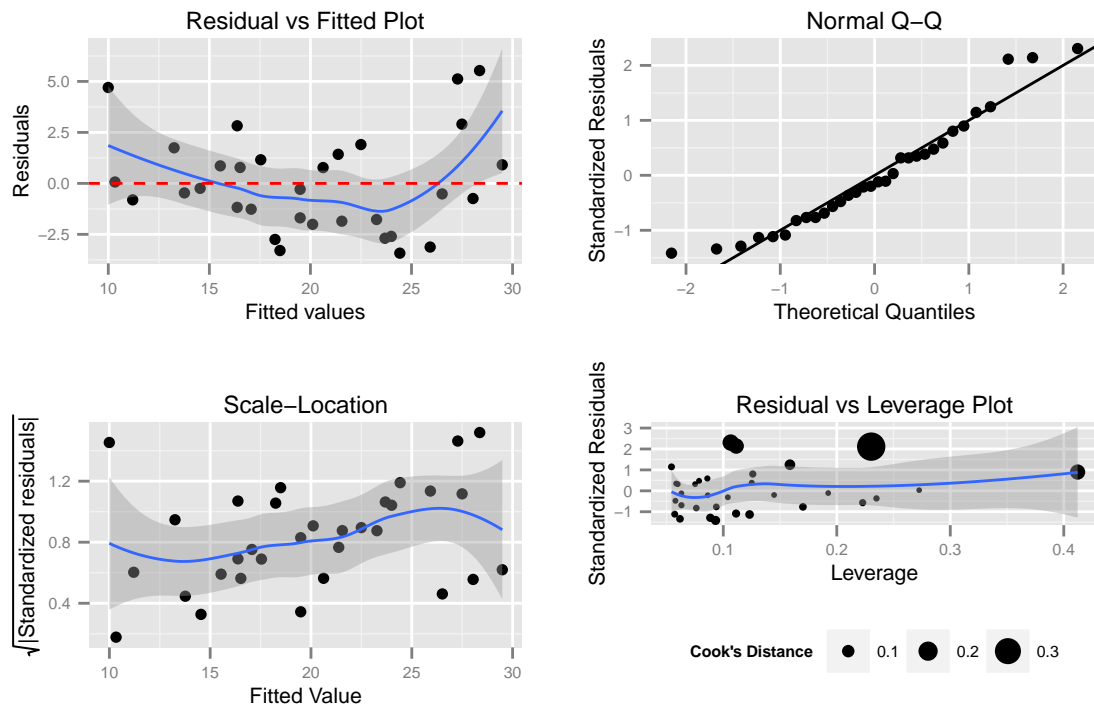 Residual vs Fitted Plot
Residuals
5.0
2.5
0.0
−2.5
10 15 20 25 30
Fitted values
Normal Q−Q
Standardized Residuals
2
1
0
−1
−2 −1 0 1 2
Theoretical Quantiles
Scale−Location
√|Standardized residuals|
1.2
0.8
0.4
10 15 20 25 30
Fitted Value
Residual vs Leverage Plot
Standardized Residuals
3
2
1
0
−1
0.1 0.2 0.3 0.4
Leverage
Cook's Distance 0.1 0.2 0.3